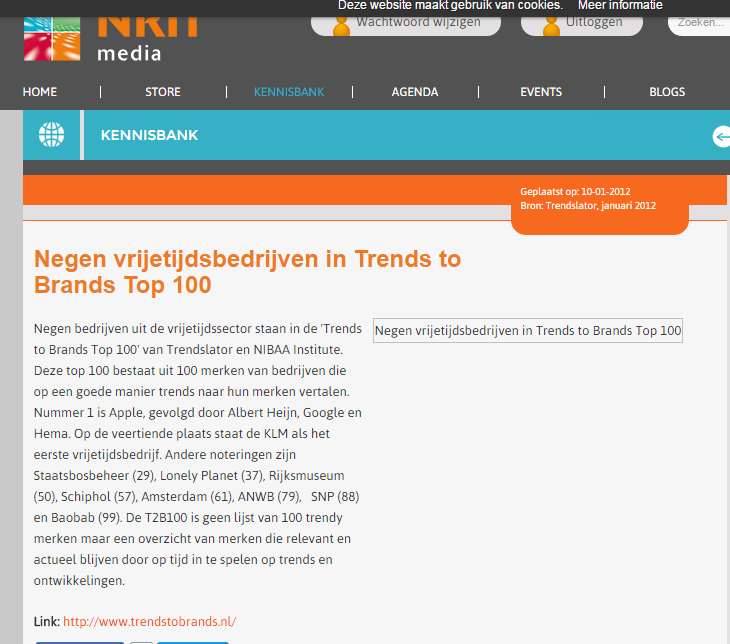 Deze website maakt gebruik van cookies. Meer informatie
NRIT
media
Wachtwoord wijzigen
Uitloggen
Zoeken...
HOME | STORE | KENNISBANK | AGENDA | EVENTS | BLOGS
KENNISBANK
Geplaatst op: 10-01-2012
Bron: Trendslator, januari 2012
Negen vrijetijdsbedrijven in Trends to
Brands Top 100
Negen bedrijven uit de vrijetijdssector staan in de 'Trends
to Brands Top 100' van Trendslator en NIBAA Institute.
Deze top 100 bestaat uit 100 merken van bedrijven die
op een goede manier trends naar hun merken vertalen.
Nummer 1 is Apple, gevolgd door Albert Heijn, Google en
Hema. Op de veertiende plaats staat de KLM als het
eerste vrijetijdsbedrijf. Andere noteringen zijn
Staatsbosbeheer (29), Lonely Planet (37), Rijksmuseum
(50), Schiphol (57), Amsterdam (61), ANWB (79), SNP (88)
en Baobab (99). De T2B100 is geen lijst van 100 trendy
merken maar een overzicht van merken die relevant en
actueel blijven door op tijd in te spelen op trends en
ontwikkelingen.
Negen vrijetijdsbedrijven in Trends to Brands Top 100
Link: http://www.trendstobrands.nl/